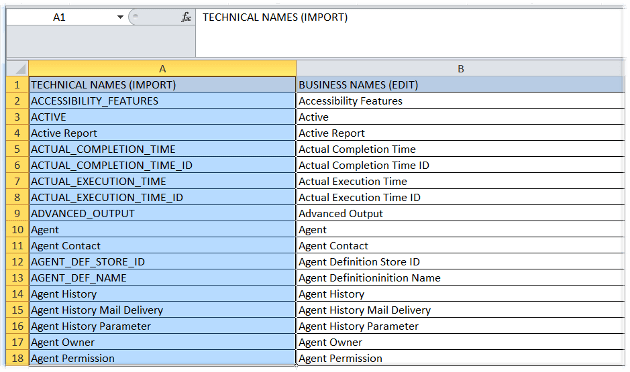 A1 fx TECHNICAL NAMES (IMPORT)
A B
1 TECHNICAL NAMES (IMPORT) BUSINESS NAMES (EDIT)
2 ACCESSIBILITY_FEATURES Accessibility Features
3 ACTIVE Active
4 Active Report Active Report
5 ACTUAL_COMPLETION_TIME Actual Completion Time
6 ACTUAL_COMPLETION_TIME_ID Actual Completion Time ID
7 ACTUAL_EXECUTION_TIME Actual Execution Time
8 ACTUAL_EXECUTION_TIME_ID Actual Execution Time ID
9 ADVANCED_OUTPUT Advanced Output
10 Agent Agent
11 Agent Contact Agent Contact
12 AGENT_DEF_STORE_ID Agent Definition Store ID
13 AGENT_DEF_NAME Agent Definitioninition Name
14 Agent History Agent History
15 Agent History Mail Delivery Agent History Mail Delivery
16 Agent History Parameter Agent History Parameter
17 Agent Owner Agent Owner
18 Agent Permission Agent Permission